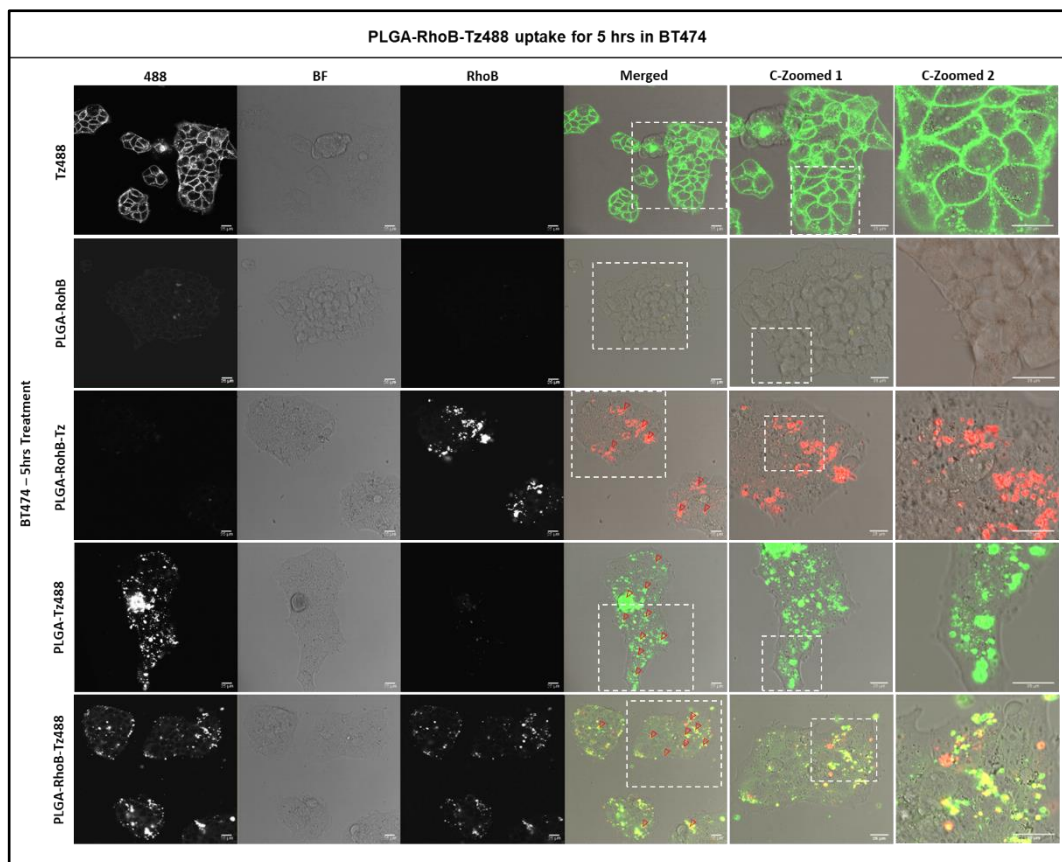 PLGA-RhoB-Tz488 uptake for 5 hrs in BT474
488 BF RhoB Merged C-Zoomed 1 C-Zoomed 2
BT474 – 5hrs Treatment
Tz488
PLGA-RohB
PLGA-RohB-Tz
PLGA-Tz488
PLGA-RhoB-Tz488